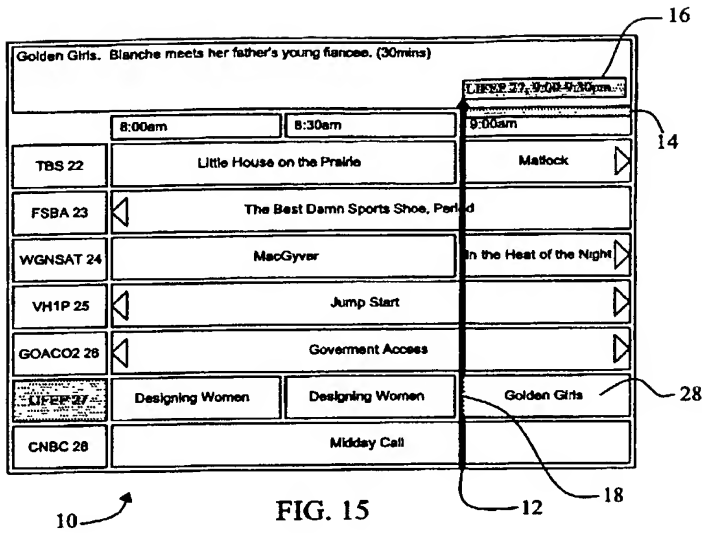 16
Golden Girls. Blanche meets her father's young fiancee. (30mins)
LIFEP 27, 9:00-9:30pm
8:00am 8:30am 9:00am
14
TBS 22 Little House on the Prairie Matlock
FSBA 23 The Best Damn Sports Shoe, Period
WGNSAT 24 MacGyver In the Heat of the Night
VH1P 25 Jump Start
GOACO2 26 Goverment Access
LIFEP 27 Designing Women Designing Women Golden Girls
28
CNBC 28 Midday Call
10 FIG. 15 12 18